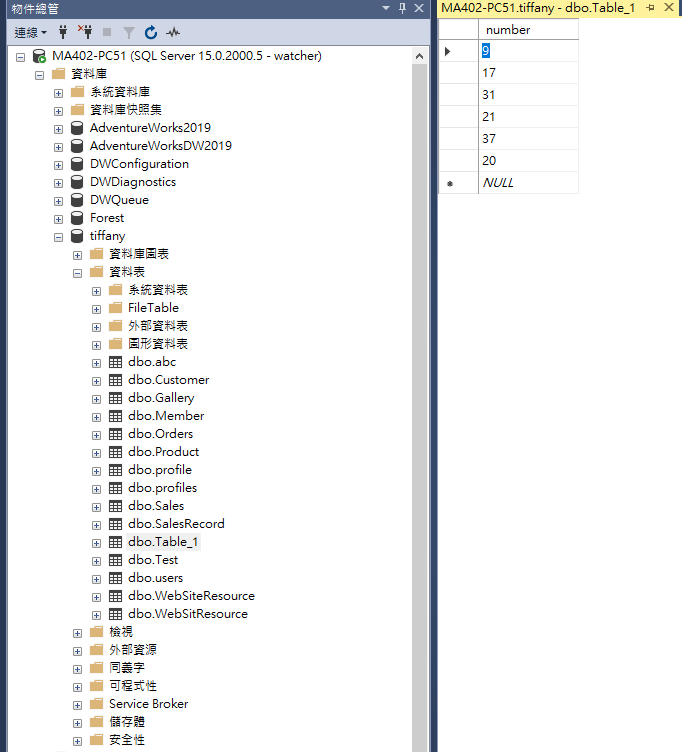 物件總管
連線
MA402-PC51 (SQL Server 15.0.2000.5 - watcher)
資料庫
系統資料庫
資料庫快照集
AdventureWorks2019
AdventureWorksDW2019
DWConfiguration
DWDiagnostics
DWQueue
Forest
tiffany
資料庫圖表
資料表
系統資料表
FileTable
外部資料表
圖形資料表
dbo.abc
dbo.Customer
dbo.Gallery
dbo.Member
dbo.Orders
dbo.Product
dbo.profile
dbo.profiles
dbo.Sales
dbo.SalesRecord
dbo.Table_1
dbo.Test
dbo.users
dbo.WebSiteResource
dbo.WebSitResource
檢視
外部資源
同義字
可程式性
Service Broker
儲存體
安全性
MA402-PC51.tiffany - dbo.Table_1
number
9
17
31
21
37
20
NULL